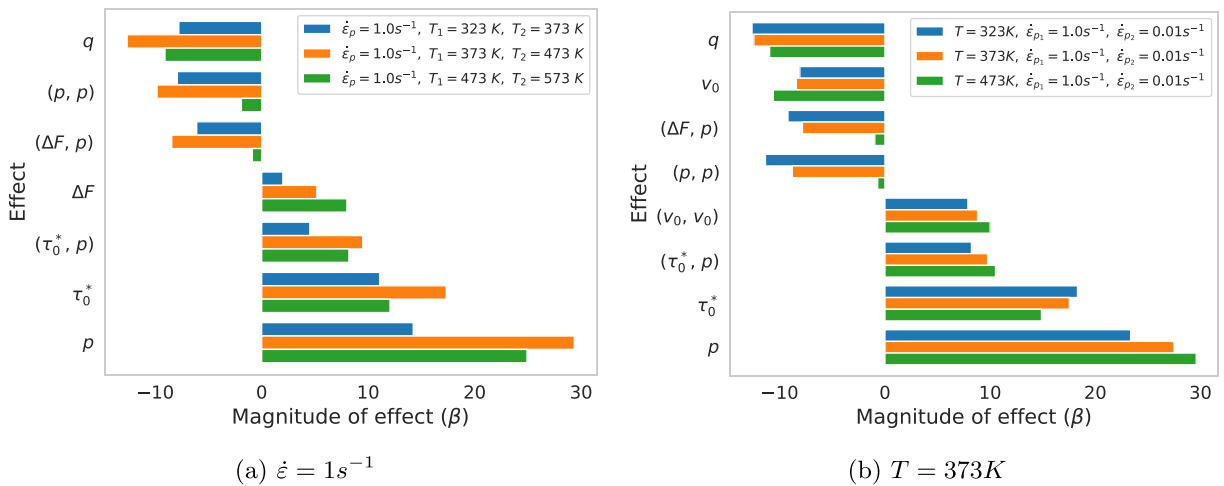 q
(p, p)
(ΔF, p)
ΔF
(τ₀*, p)
τ₀*
p
Effect
ε̇ₚ = 1.0s⁻¹, T₁ = 323 K, T₂ = 373 K
ε̇ₚ = 1.0s⁻¹, T₁ = 373 K, T₂ = 473 K
ε̇ₚ = 1.0s⁻¹, T₁ = 473 K, T₂ = 573 K
−10 0 10 20 30
Magnitude of effect (β)
(a) ε̇ = 1s⁻¹
q
v₀
(ΔF, p)
(p, p)
(v₀, v₀)
(τ₀*, p)
τ₀*
p
Effect
T = 323K, ε̇ₚ₁ = 1.0s⁻¹, ε̇ₚ₂ = 0.01s⁻¹
T = 373K, ε̇ₚ₁ = 1.0s⁻¹, ε̇ₚ₂ = 0.01s⁻¹
T = 473K, ε̇ₚ₁ = 1.0s⁻¹, ε̇ₚ₂ = 0.01s⁻¹
−10 0 10 20 30
Magnitude of effect (β)
(b) T = 373K